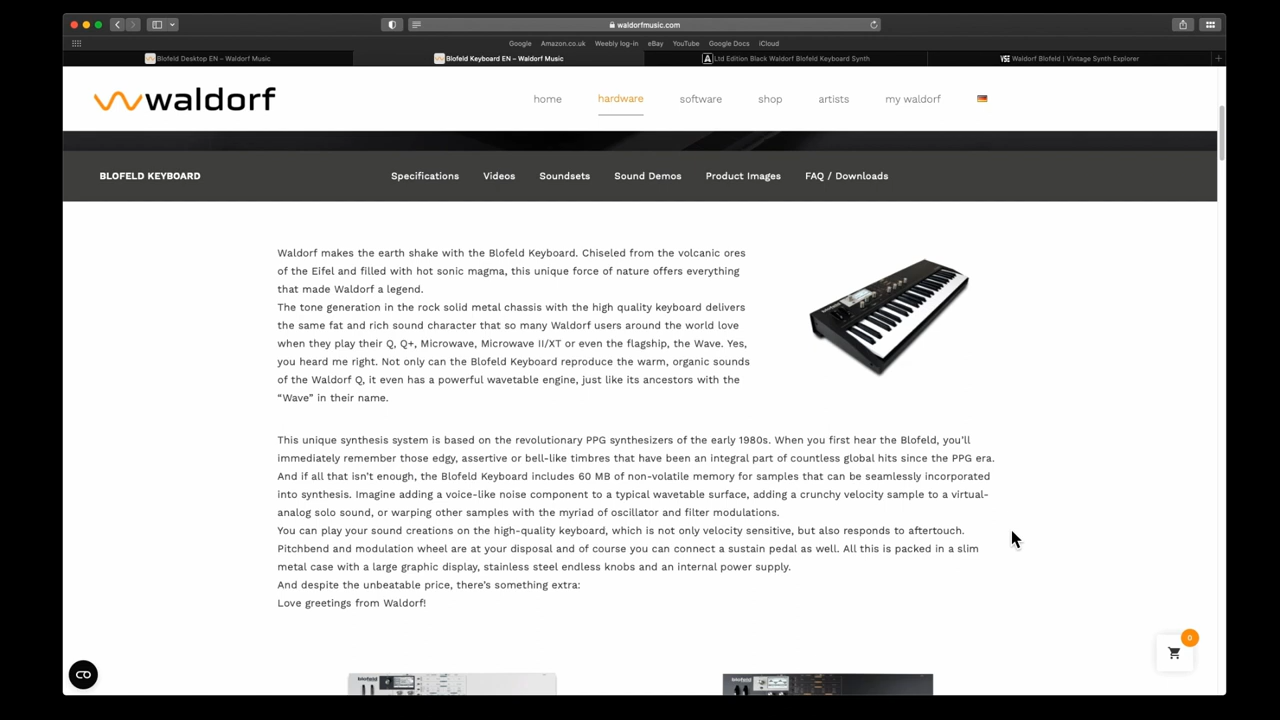 waldorfmusic.com
Google Amazon.co.uk Weebly log-in eBay YouTube Google Docs iCloud
Blofeld Desktop EN – Waldorf Music
Blofeld Keyboard EN – Waldorf Music
Ltd Edition Black Waldorf Blofeld Keyboard Synth
Waldorf Blofeld | Vintage Synth Explorer
waldorf
home hardware software shop artists my waldorf
BLOFELD KEYBOARD Specifications Videos Soundsets Sound Demos Product Images FAQ / Downloads
Waldorf makes the earth shake with the Blofeld Keyboard. Chiseled from the volcanic ores
of the Eifel and filled with hot sonic magma, this unique force of nature offers everything
that made Waldorf a legend.
The tone generation in the rock solid metal chassis with the high quality keyboard delivers
the same fat and rich sound character that so many Waldorf users around the world love
when they play their Q, Q+, Microwave, Microwave II/XT or even the flagship, the Wave. Yes,
you heard me right. Not only can the Blofeld Keyboard reproduce the warm, organic sounds
of the Waldorf Q, it even has a powerful wavetable engine, just like its ancestors with the
“Wave” in their name.
This unique synthesis system is based on the revolutionary PPG synthesizers of the early 1980s. When you first hear the Blofeld, you’ll
immediately remember those edgy, assertive or bell-like timbres that have been an integral part of countless global hits since the PPG era.
And if all that isn’t enough, the Blofeld Keyboard includes 60 MB of non-volatile memory for samples that can be seamlessly incorporated
into synthesis. Imagine adding a voice-like noise component to a typical wavetable surface, adding a crunchy velocity sample to a virtual-
analog solo sound, or warping other samples with the myriad of oscillator and filter modulations.
You can play your sound creations on the high-quality keyboard, which is not only velocity sensitive, but also responds to aftertouch.
Pitchbend and modulation wheel are at your disposal and of course you can connect a sustain pedal as well. All this is packed in a slim
metal case with a large graphic display, stainless steel endless knobs and an internal power supply.
And despite the unbeatable price, there’s something extra:
Love greetings from Waldorf!
0
blofeld
blofeld